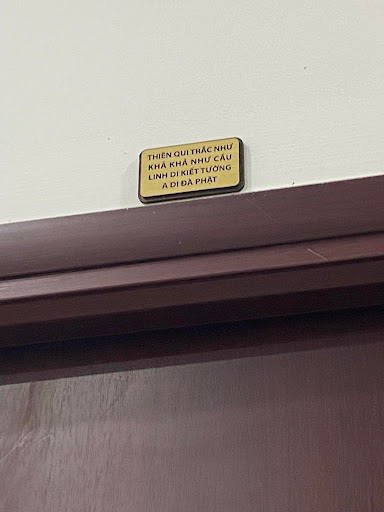 THIÊN QUI TRẮC NHƯ
KHẢ KHẢ NHƯ CẦU
LINH DI KIẾT TƯỜNG
A DI ĐÀ PHẬT